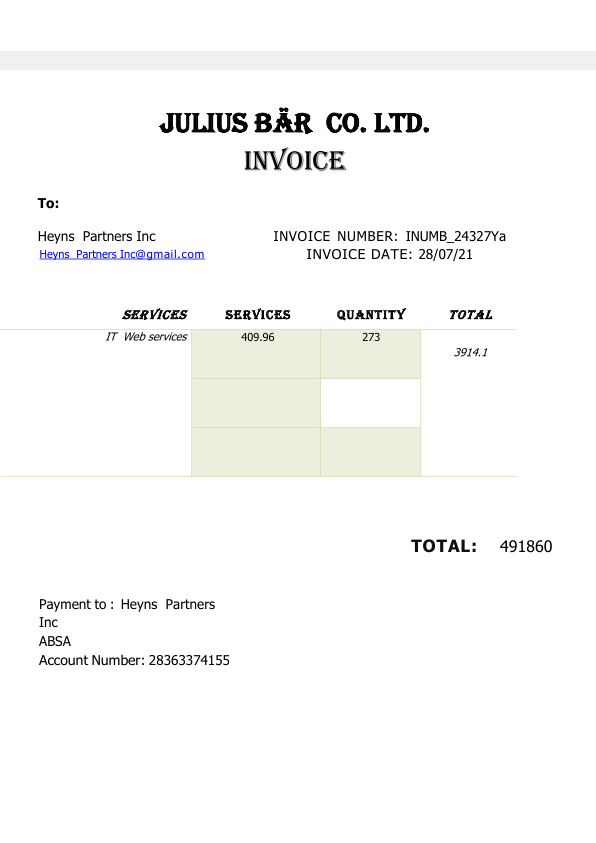 JULIUS BÄR CO. LTD.
INVOICE
To:
Heyns Partners Inc INVOICE NUMBER: INUMB_24327Ya
Heyns Partners Inc@gmail.com INVOICE DATE: 28/07/21
SERVICES SERVICES QUANTITY TOTAL
IT Web services 409.96 273
3914.1
TOTAL: 491860
Payment to : Heyns Partners
Inc
ABSA
Account Number: 28363374155